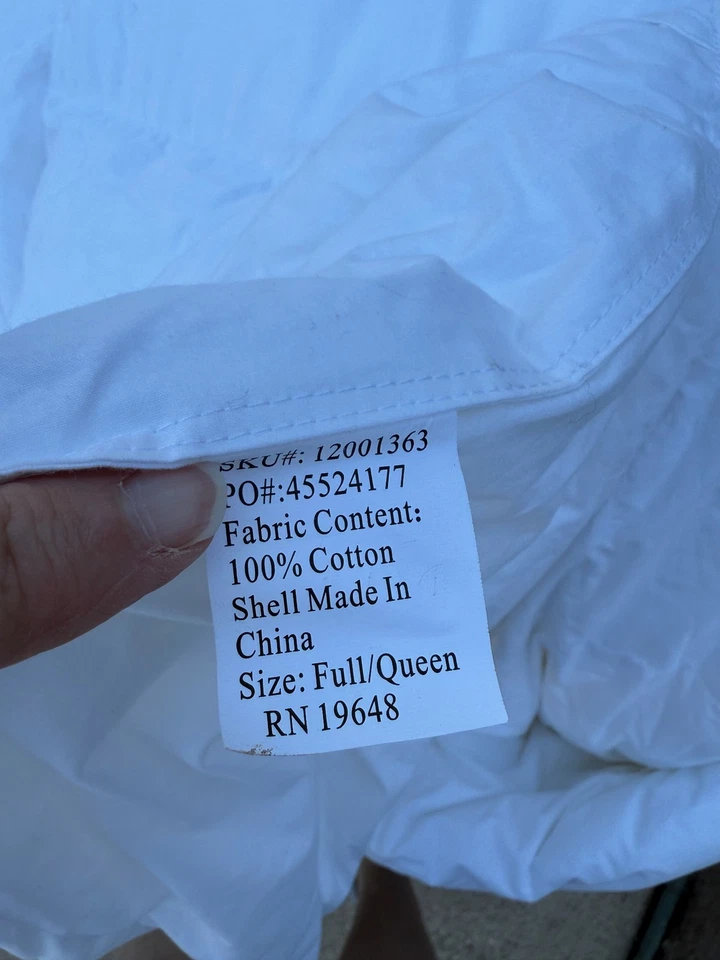 SKU#: 12001363
PO#:45524177
Fabric Content:
100% Cotton
Shell Made In
China
Size: Full/Queen
RN 19648